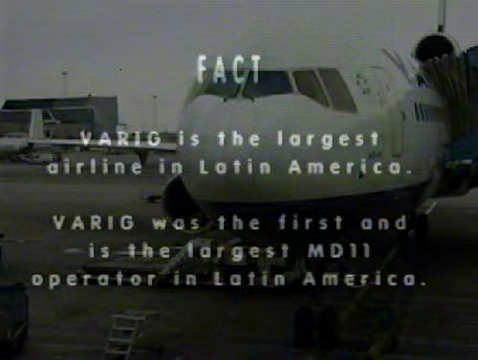 FACT
VARIG is the largest
airline in Latin America.
VARIG was the first and
is the largest MD11
operator in Latin America.